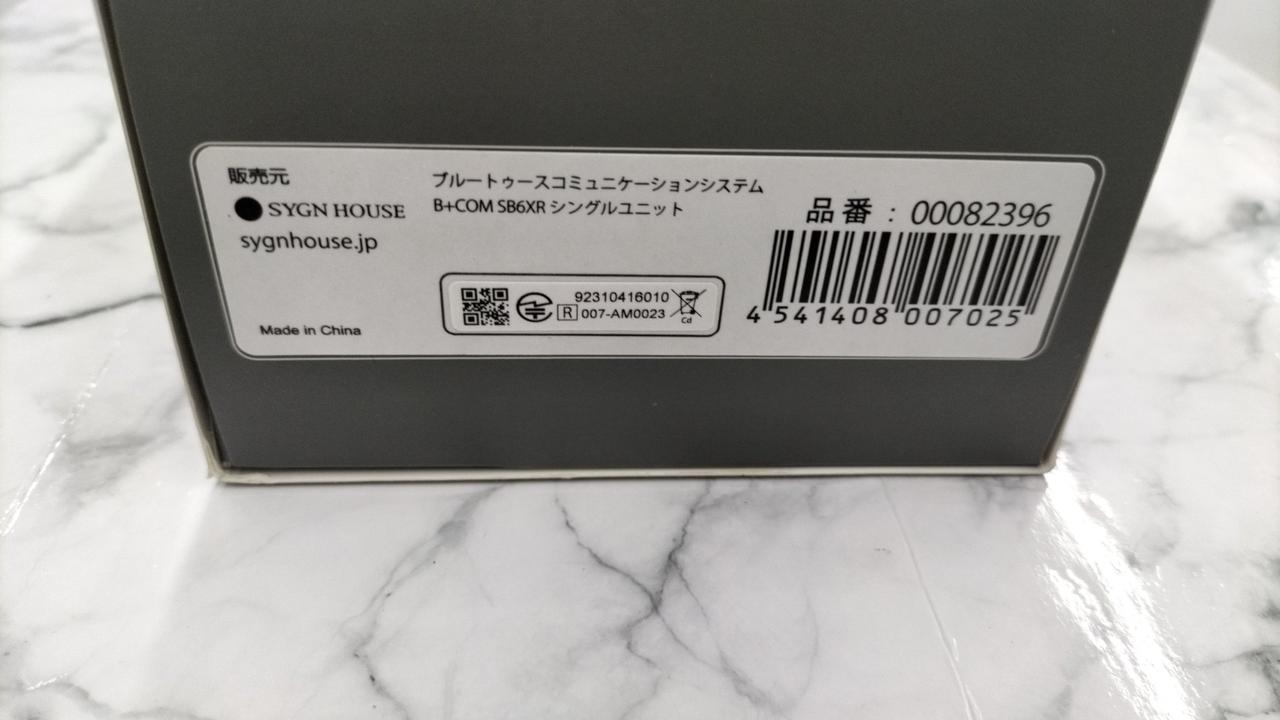 販売元
SYGN HOUSE
sygnhouse.jp
Made in China
ブルートゥースコミュニケーションシステム
B+COM SB6XR シングルユニット
92310416010
R 007-AM0023
Cd
品番 : 00082396
4 541408 007025